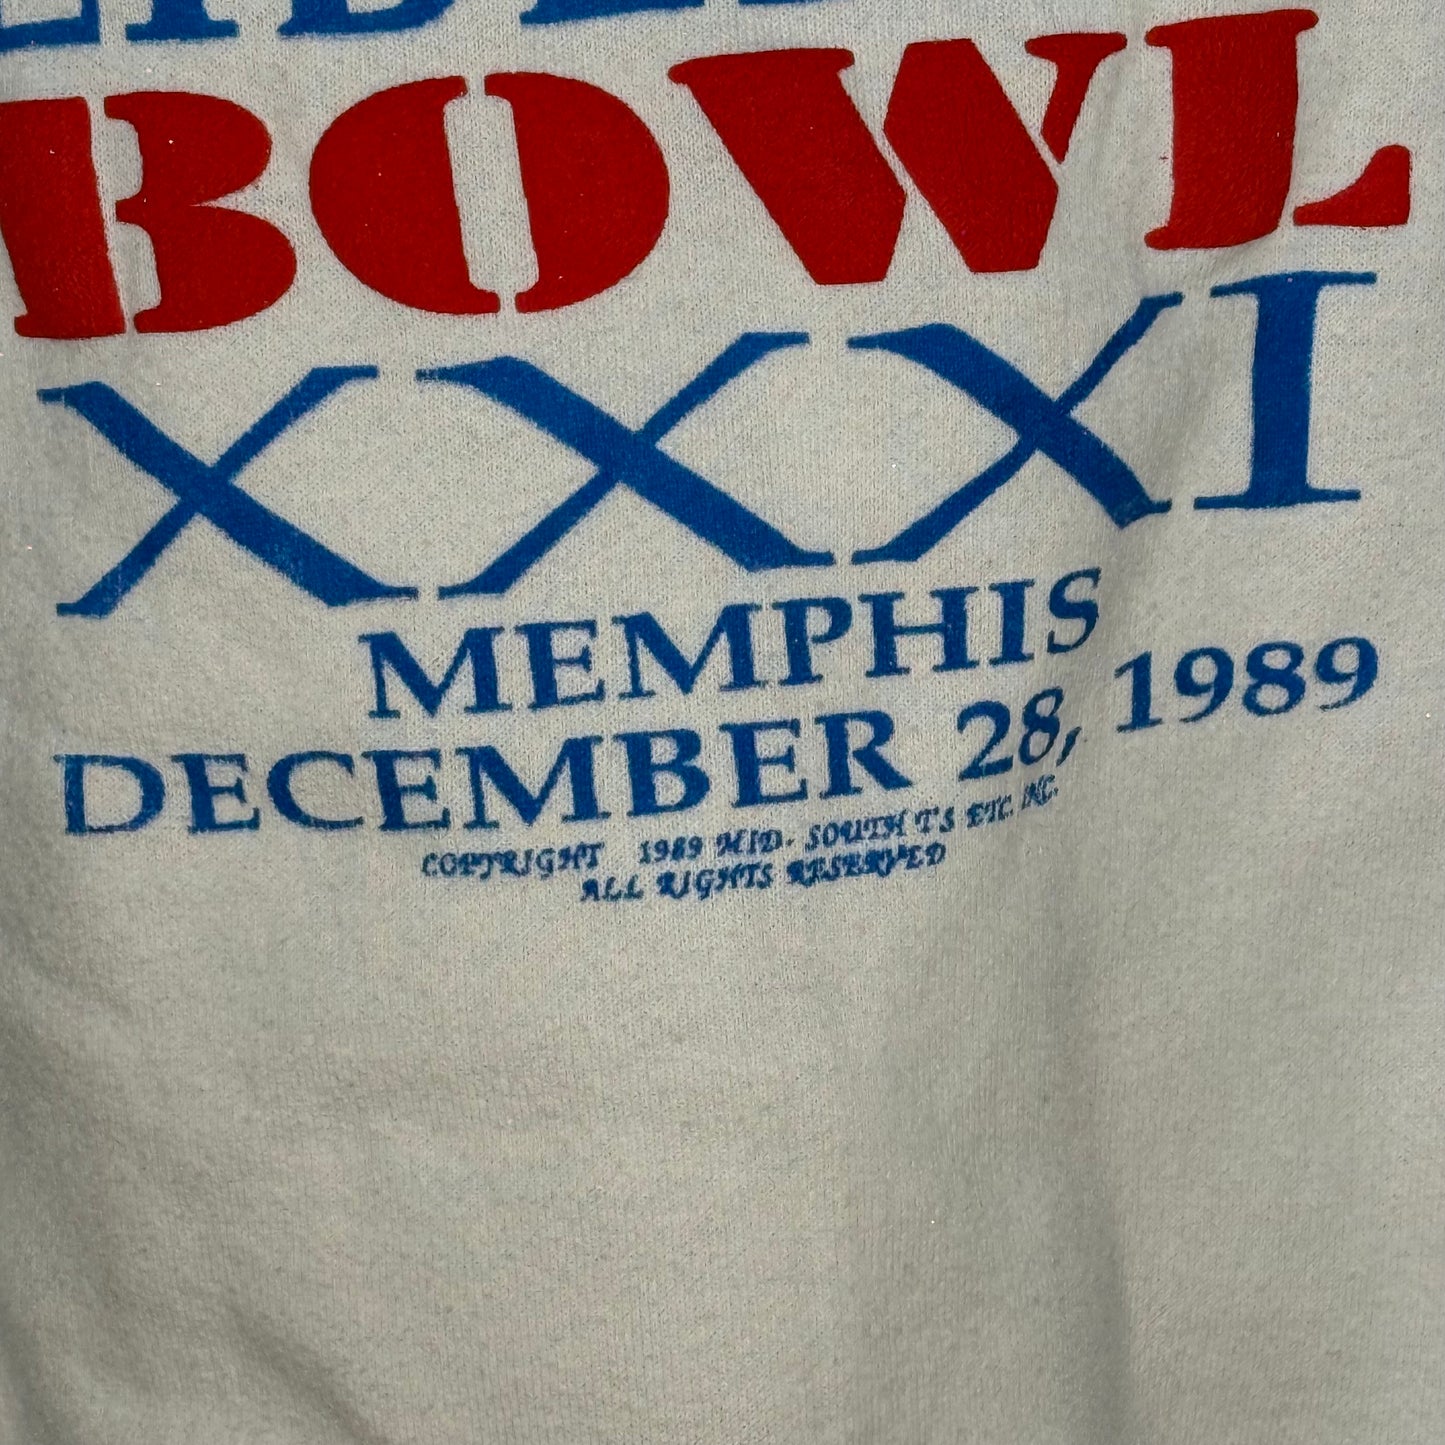 BOWL
XXXI
MEMPHIS
DECEMBER 28, 1989
COPYRIGHT 1989 MID-SOUTH T'S ETC. INC.
ALL RIGHTS RESERVED